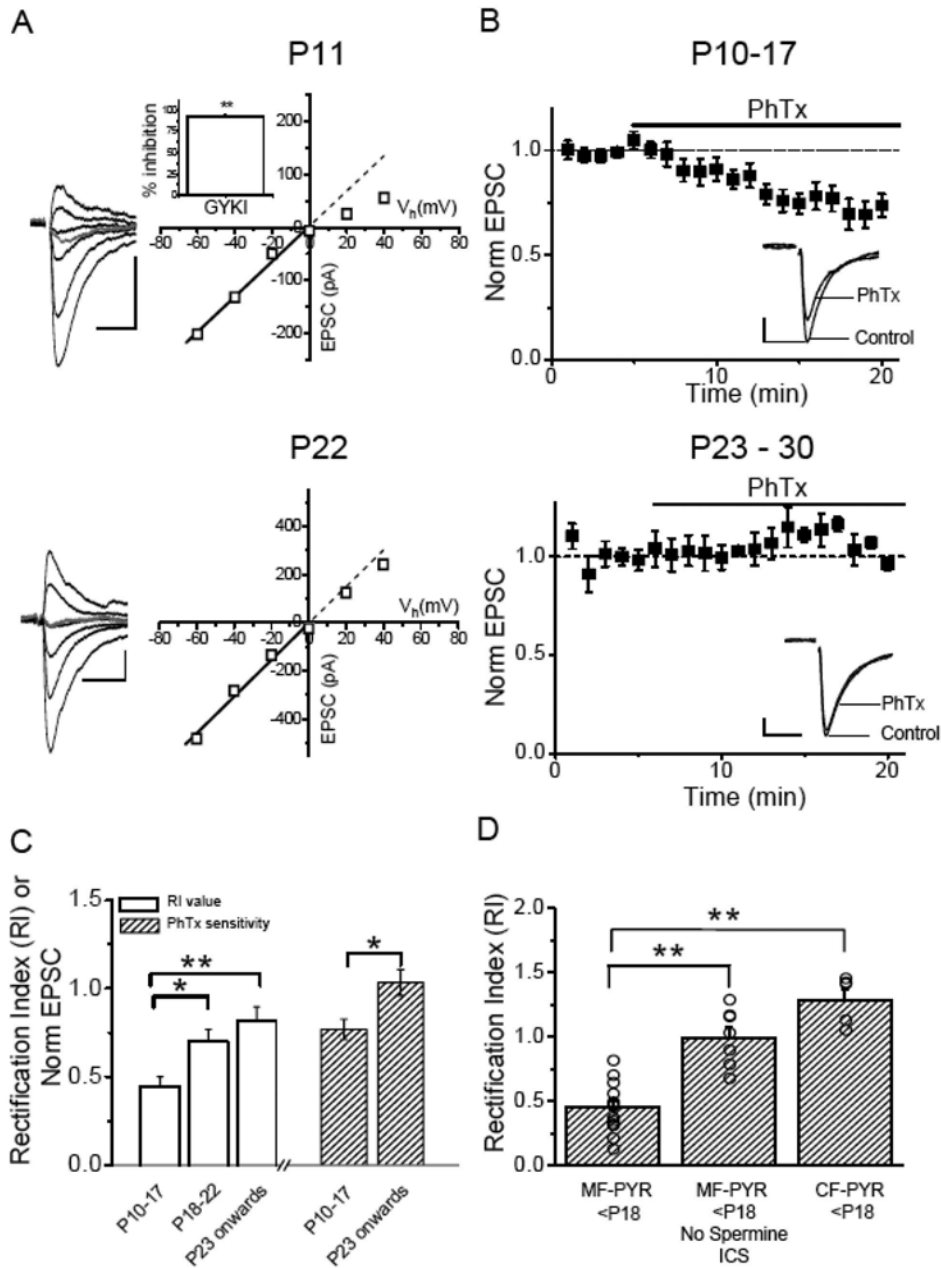 A
P11
200
100
0
-100
-200
% inhibition
100
75
50
25
0
**
GYKI
Vh(mV)
-80 -60 -40 -20 0 20 40 60 80
EPSC (pA)
B
P10-17
PhTx
Norm EPSC
1.0
0.5
0.0
PhTx
Control
10 20
Time (min)
P22
400
200
0
-200
-400
Vh(mV)
-80 -60 -40 -20 0 20 40 60 80
EPSC (pA)
P23 - 30
PhTx
Norm EPSC
1.0
0.5
0.0
PhTx
Control
0 10 20
Time (min)
C
Rectification Index (RI) or
Norm EPSC
1.5
1.0
0.5
0.0
RI value
PhTx sensitivity
**
*
*
P10-17
P18-22
P23 onwards
P10-17
P23 onwards
D
Rectification Index (RI)
2.0
1.5
1.0
0.5
0.0
**
**
MF-PYR
<P18
MF-PYR
<P18
No Spermine
ICS
CF-PYR
<P18